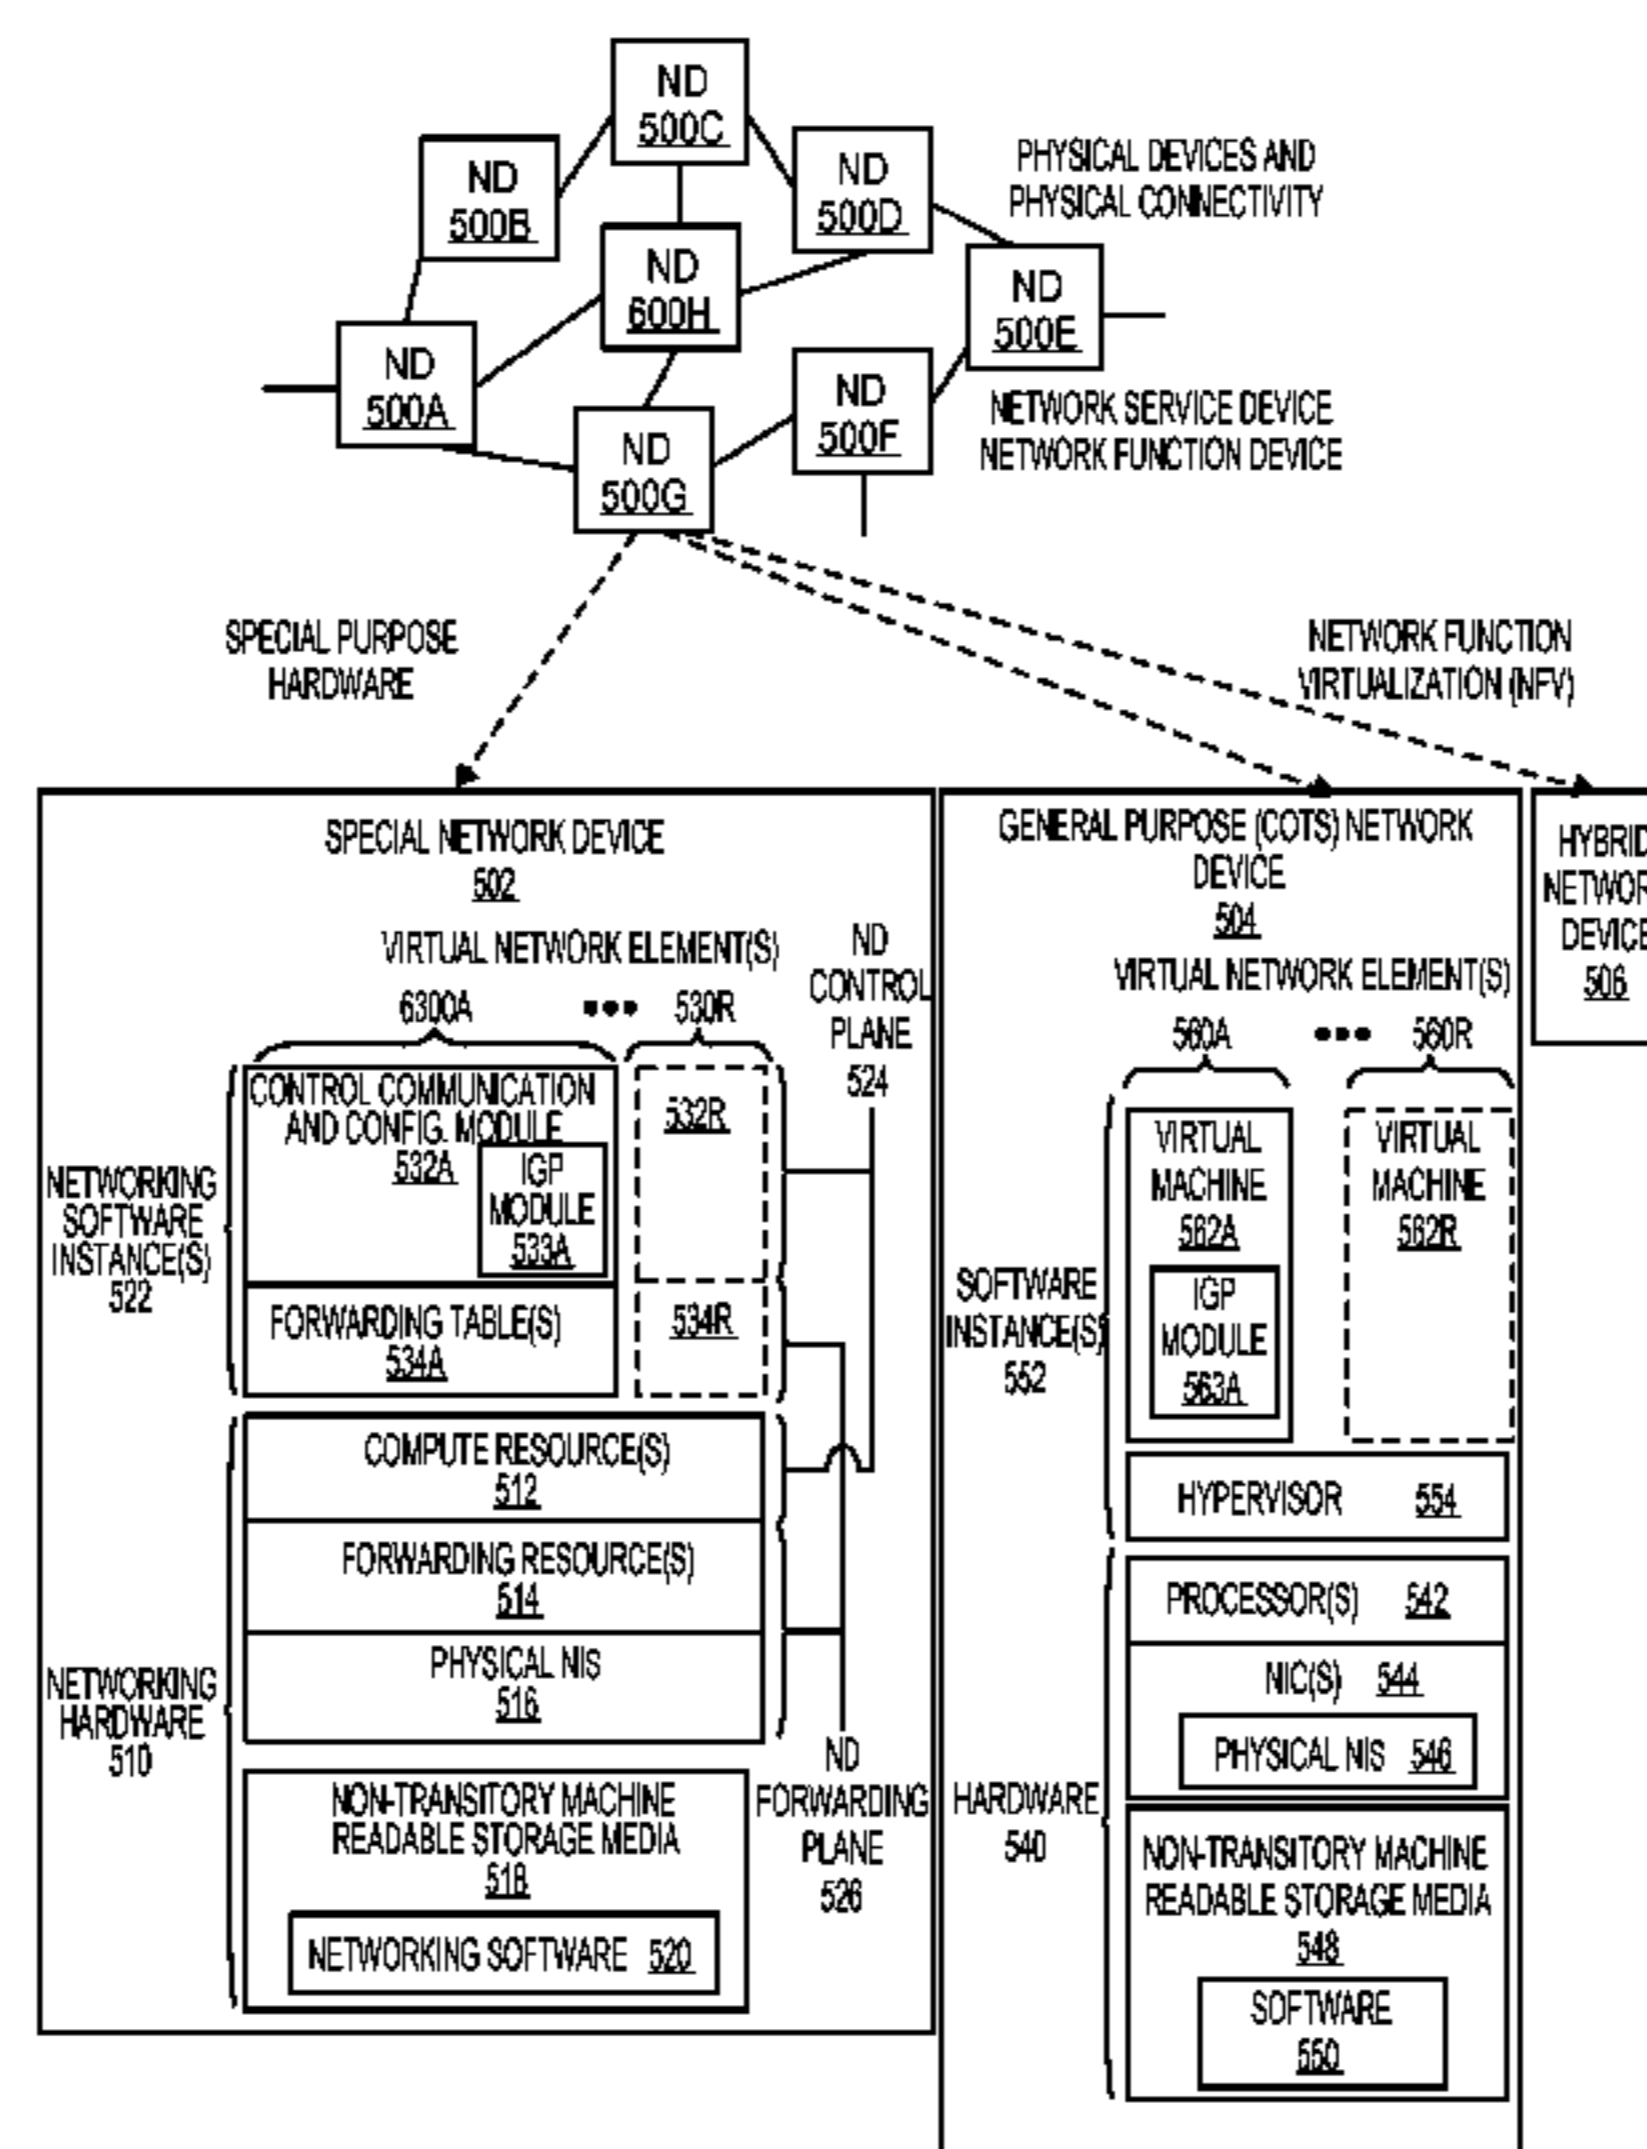 ND
500C
ND
500B
ND
500D
PHYSICAL DEVICES AND
PHYSICAL CONNECTIVITY
ND
600H
ND
500E
ND
500A
ND
500F
NETWORK SERVICE DEVICE
NETWORK FUNCTION DEVICE
ND
500G
SPECIAL PURPOSE
HARDWARE
NETWORK FUNCTION
VIRTUALIZATION (NFV)
SPECIAL NETWORK DEVICE
502
VIRTUAL NETWORK ELEMENT(S)
6300A ••• 530R
ND
CONTROL
PLANE
524
NETWORKING
SOFTWARE
INSTANCE(S)
522
CONTROL COMMUNICATION
AND CONFIG. MODULE
532A
IGP
MODULE
533A
532R
FORWARDING TABLE(S)
534A
534R
NETWORKING
HARDWARE
510
COMPUTE RESOURCE(S)
512
FORWARDING RESOURCE(S)
514
PHYSICAL NIS
516
ND
FORWARDING
PLANE
526
NON-TRANSITORY MACHINE
READABLE STORAGE MEDIA
518
NETWORKING SOFTWARE 520
GENERAL PURPOSE (COTS) NETWORK
DEVICE
504
VIRTUAL NETWORK ELEMENT(S)
560A ••• 560R
SOFTWARE
INSTANCE(S)
552
VIRTUAL
MACHINE
562A
IGP
MODULE
563A
VIRTUAL
MACHINE
562R
HYPERVISOR 554
HARDWARE
540
PROCESSOR(S) 542
NIC(S) 544
PHYSICAL NIS 546
NON-TRANSITORY MACHINE
READABLE STORAGE MEDIA
548
SOFTWARE
550
HYBRID
NETWOR
DEVICE
506